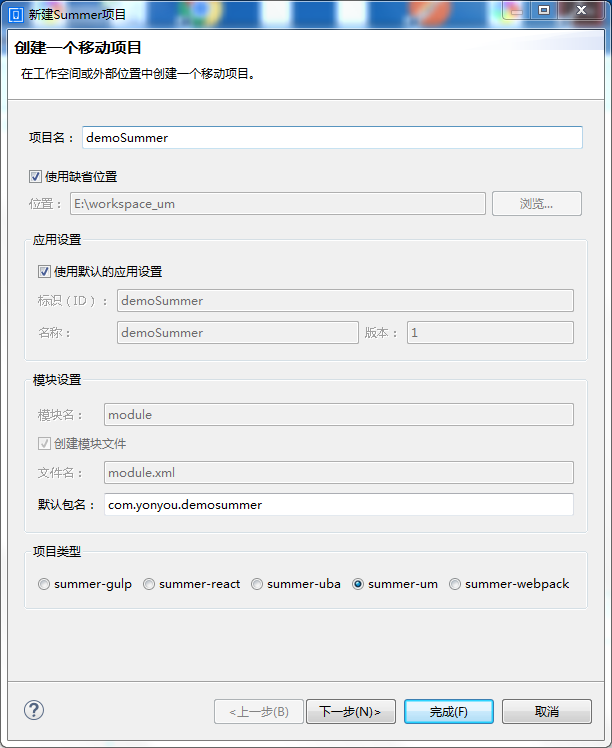 新建Summer项目
创建一个移动项目
在工作空间或外部位置中创建一个移动项目。
项目名： demoSummer
使用缺省位置
位置： E:\workspace_um 浏览...
应用设置
使用默认的应用设置
标识（ID）： demoSummer
名称： demoSummer 版本： 1
模块设置
模块名： module
创建模块文件
文件名： module.xml
默认包名： com.yonyou.demosummer
项目类型
summer-gulp summer-react summer-uba summer-um summer-webpack
? <上一步(B) 下一步(N)> 完成(F) 取消